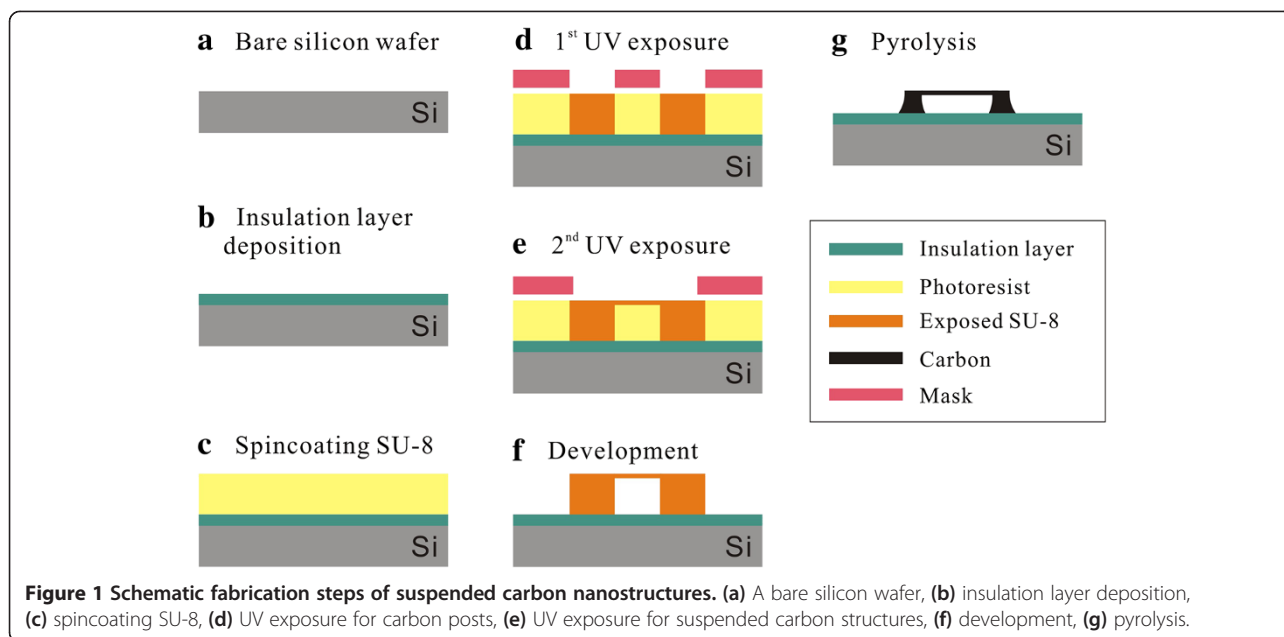 a Bare silicon wafer
Si
b Insulation layer
deposition
Si
c Spincoating SU-8
Si
d 1st UV exposure
Si
e 2nd UV exposure
Si
f Development
Si
g Pyrolysis
Si
Insulation layer
Photoresist
Exposed SU-8
Carbon
Mask
Figure 1 Schematic fabrication steps of suspended carbon nanostructures. (a) A bare silicon wafer, (b) insulation layer deposition,
(c) spincoating SU-8, (d) UV exposure for carbon posts, (e) UV exposure for suspended carbon structures, (f) development, (g) pyrolysis.